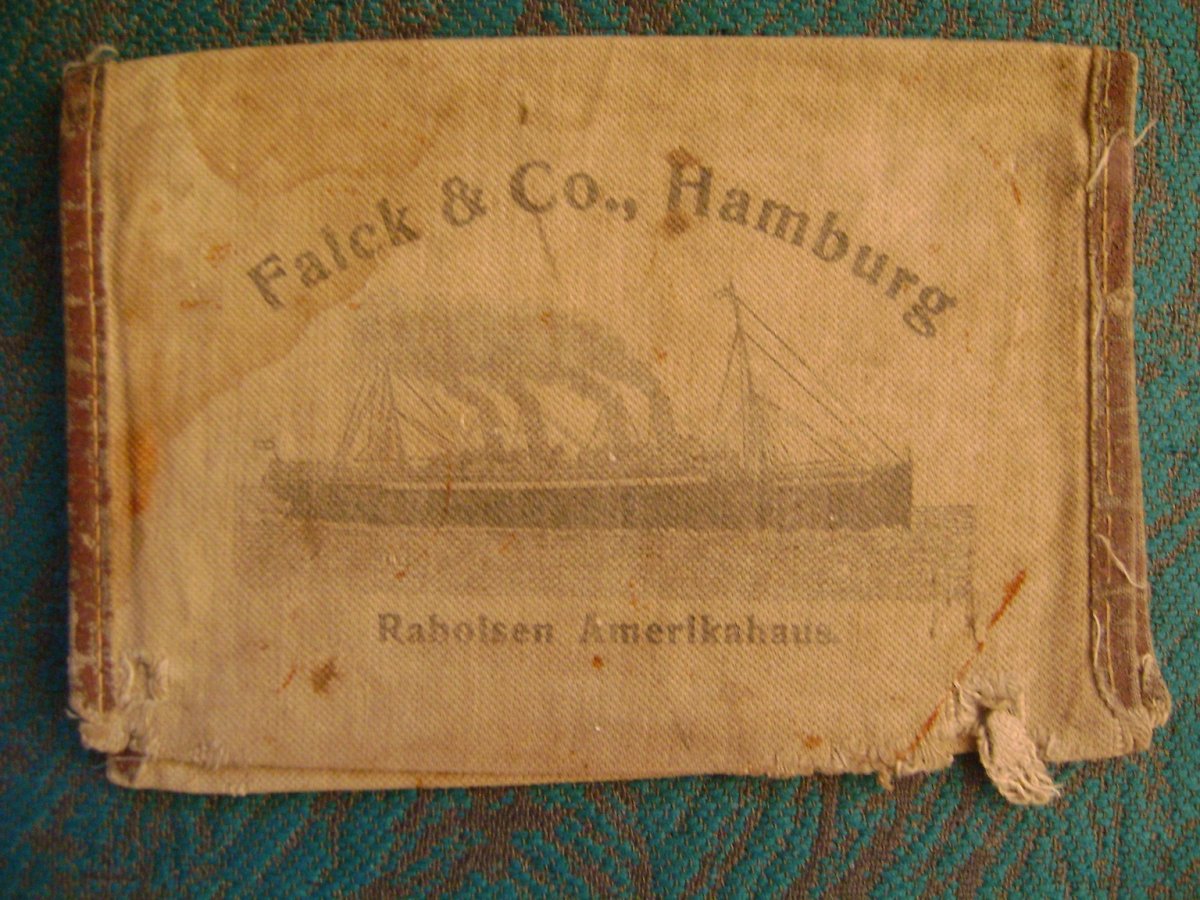 Falck & Co., Hamburg
Raboisen Amerikahaus.